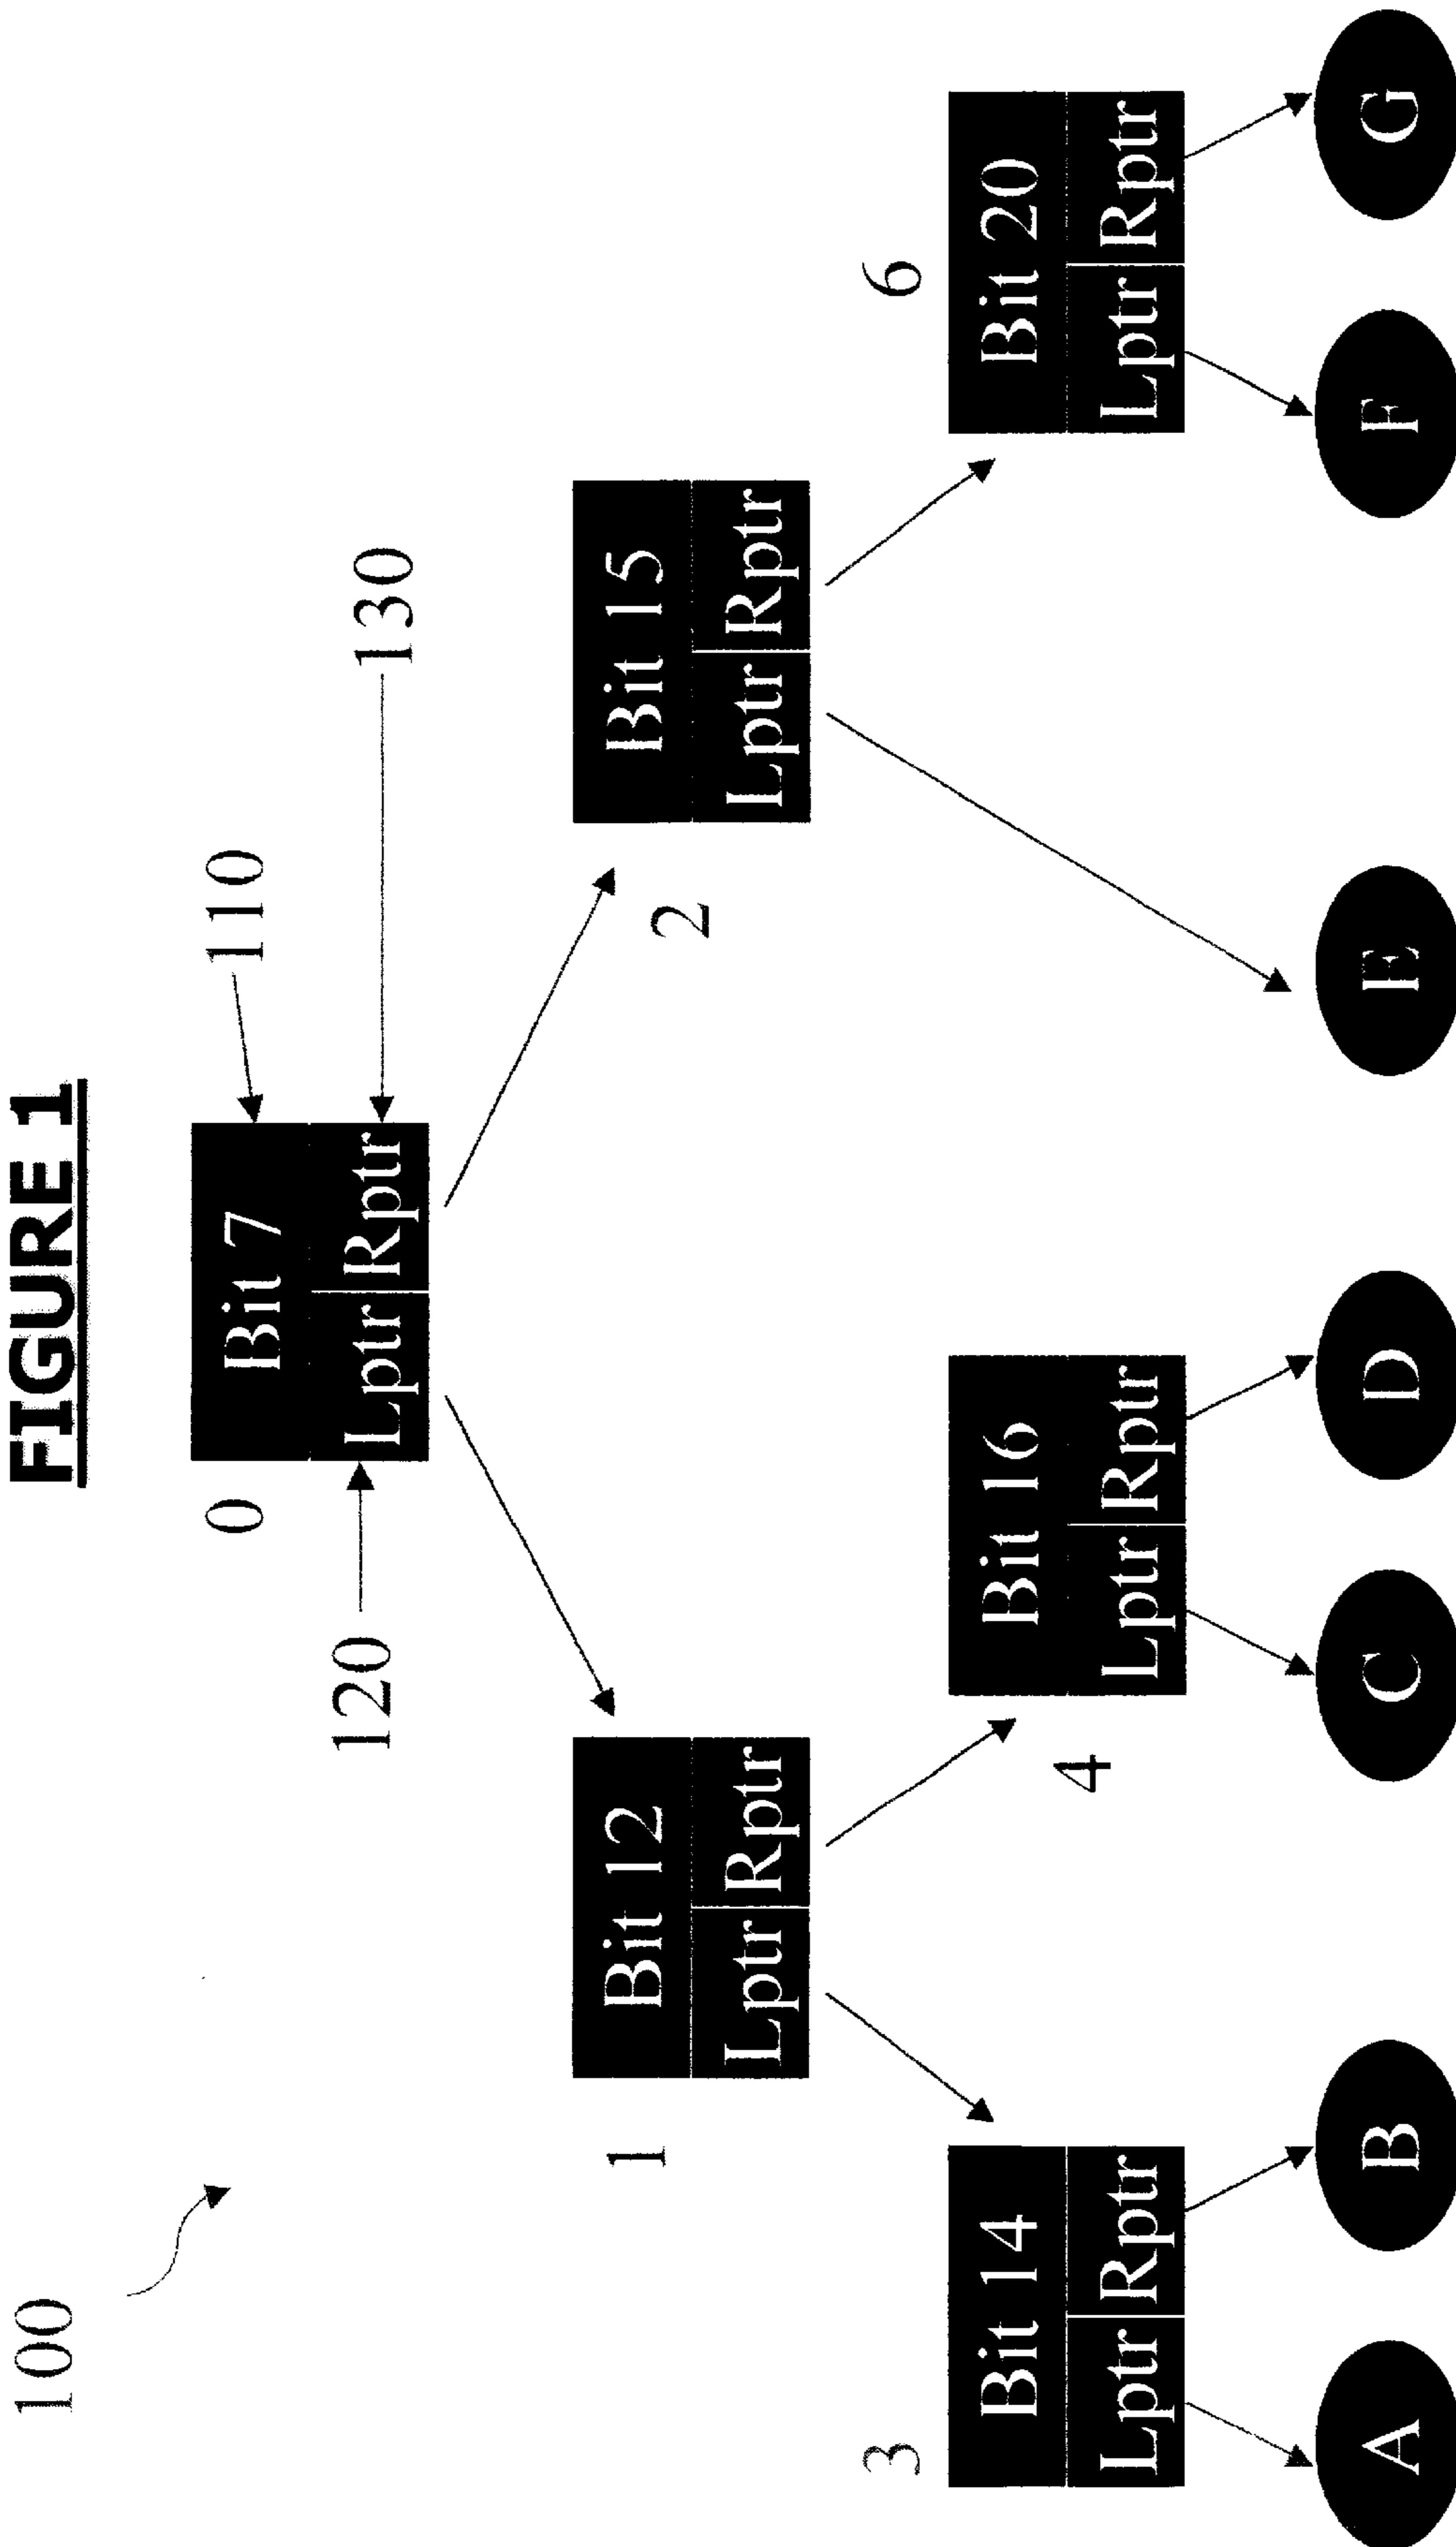 FIGURE 1
100
0
Bit 7
110
120
Lptr Rptr
130
1
Bit 12
Lptr Rptr
2
Bit 15
Lptr Rptr
3
Bit 14
Lptr Rptr
4
Bit 16
Lptr Rptr
6
Bit 20
Lptr Rptr
A
B
C
D
E
F
G